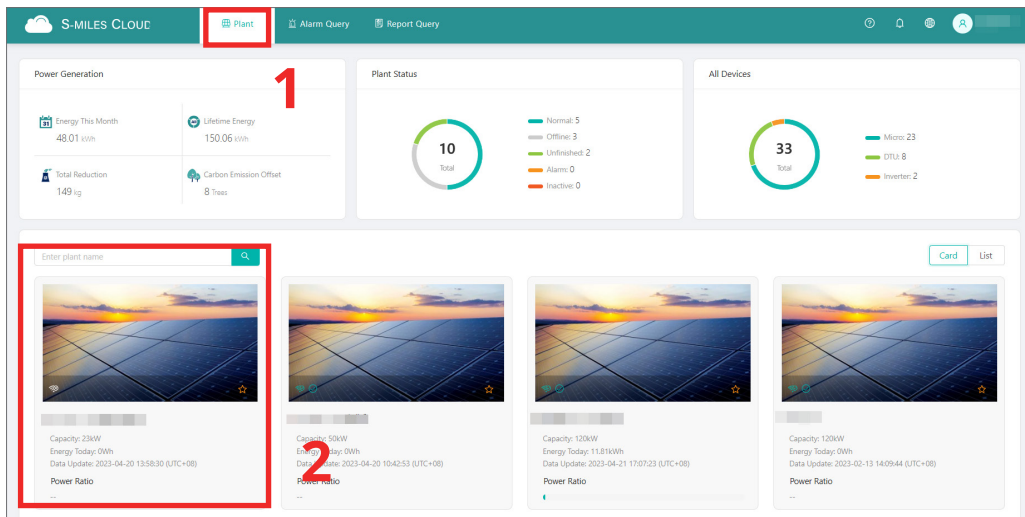 S-MILES CLOUD
Plant
Alarm Query
Report Query
1
Power Generation
Energy This Month
48.01 kWh
Lifetime Energy
150.06 kWh
Total Reduction
149 kg
Carbon Emission Offset
8 Trees
Plant Status
10
Total
Normal: 5
Offline: 3
Unfinished: 2
Alarm: 0
Inactive: 0
All Devices
33
Total
Micro: 23
DTU: 8
Inverter: 2
Enter plant name
Card
List
Capacity: 23kW
Energy Today: 0Wh
Data Update: 2023-04-20 13:58:30 (UTC+08)
Power Ratio
--
2
Capacity: 50kW
Energy Today: 0Wh
Data Update: 2023-04-20 10:42:53 (UTC+08)
Power Ratio
--
Capacity: 120kW
Energy Today: 11.81kWh
Data Update: 2023-04-21 17:07:23 (UTC+08)
Power Ratio
Capacity: 120kW
Energy Today: 0Wh
Data Update: 2023-02-13 14:09:44 (UTC+08)
Power Ratio
--